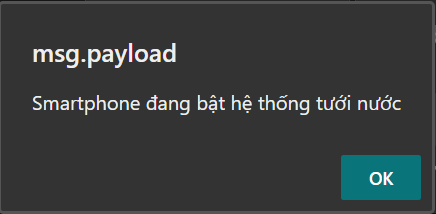 msg.payload
Smartphone đang bật hệ thống tưới nước
OK